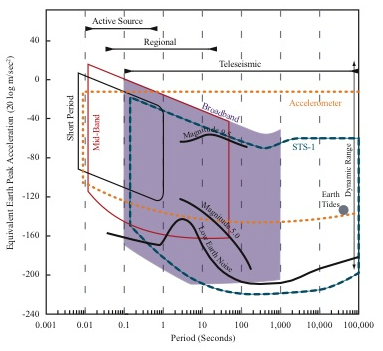 Active Source
Regional
Teleseismic
40
0
-40
-80
-120
-160
-200
-240
Equivalent Earth Peak Acceleration (20 log m/sec²)
Short Period
Mid-Band
Broadband
Accelerometer
STS-1
Earth
Tides
Dynamic Range
Magnitude 5.0
Low Earth Noise
0.001
0.01
0.1
1
10
100
1,000
10,000
100,000
Period (Seconds)